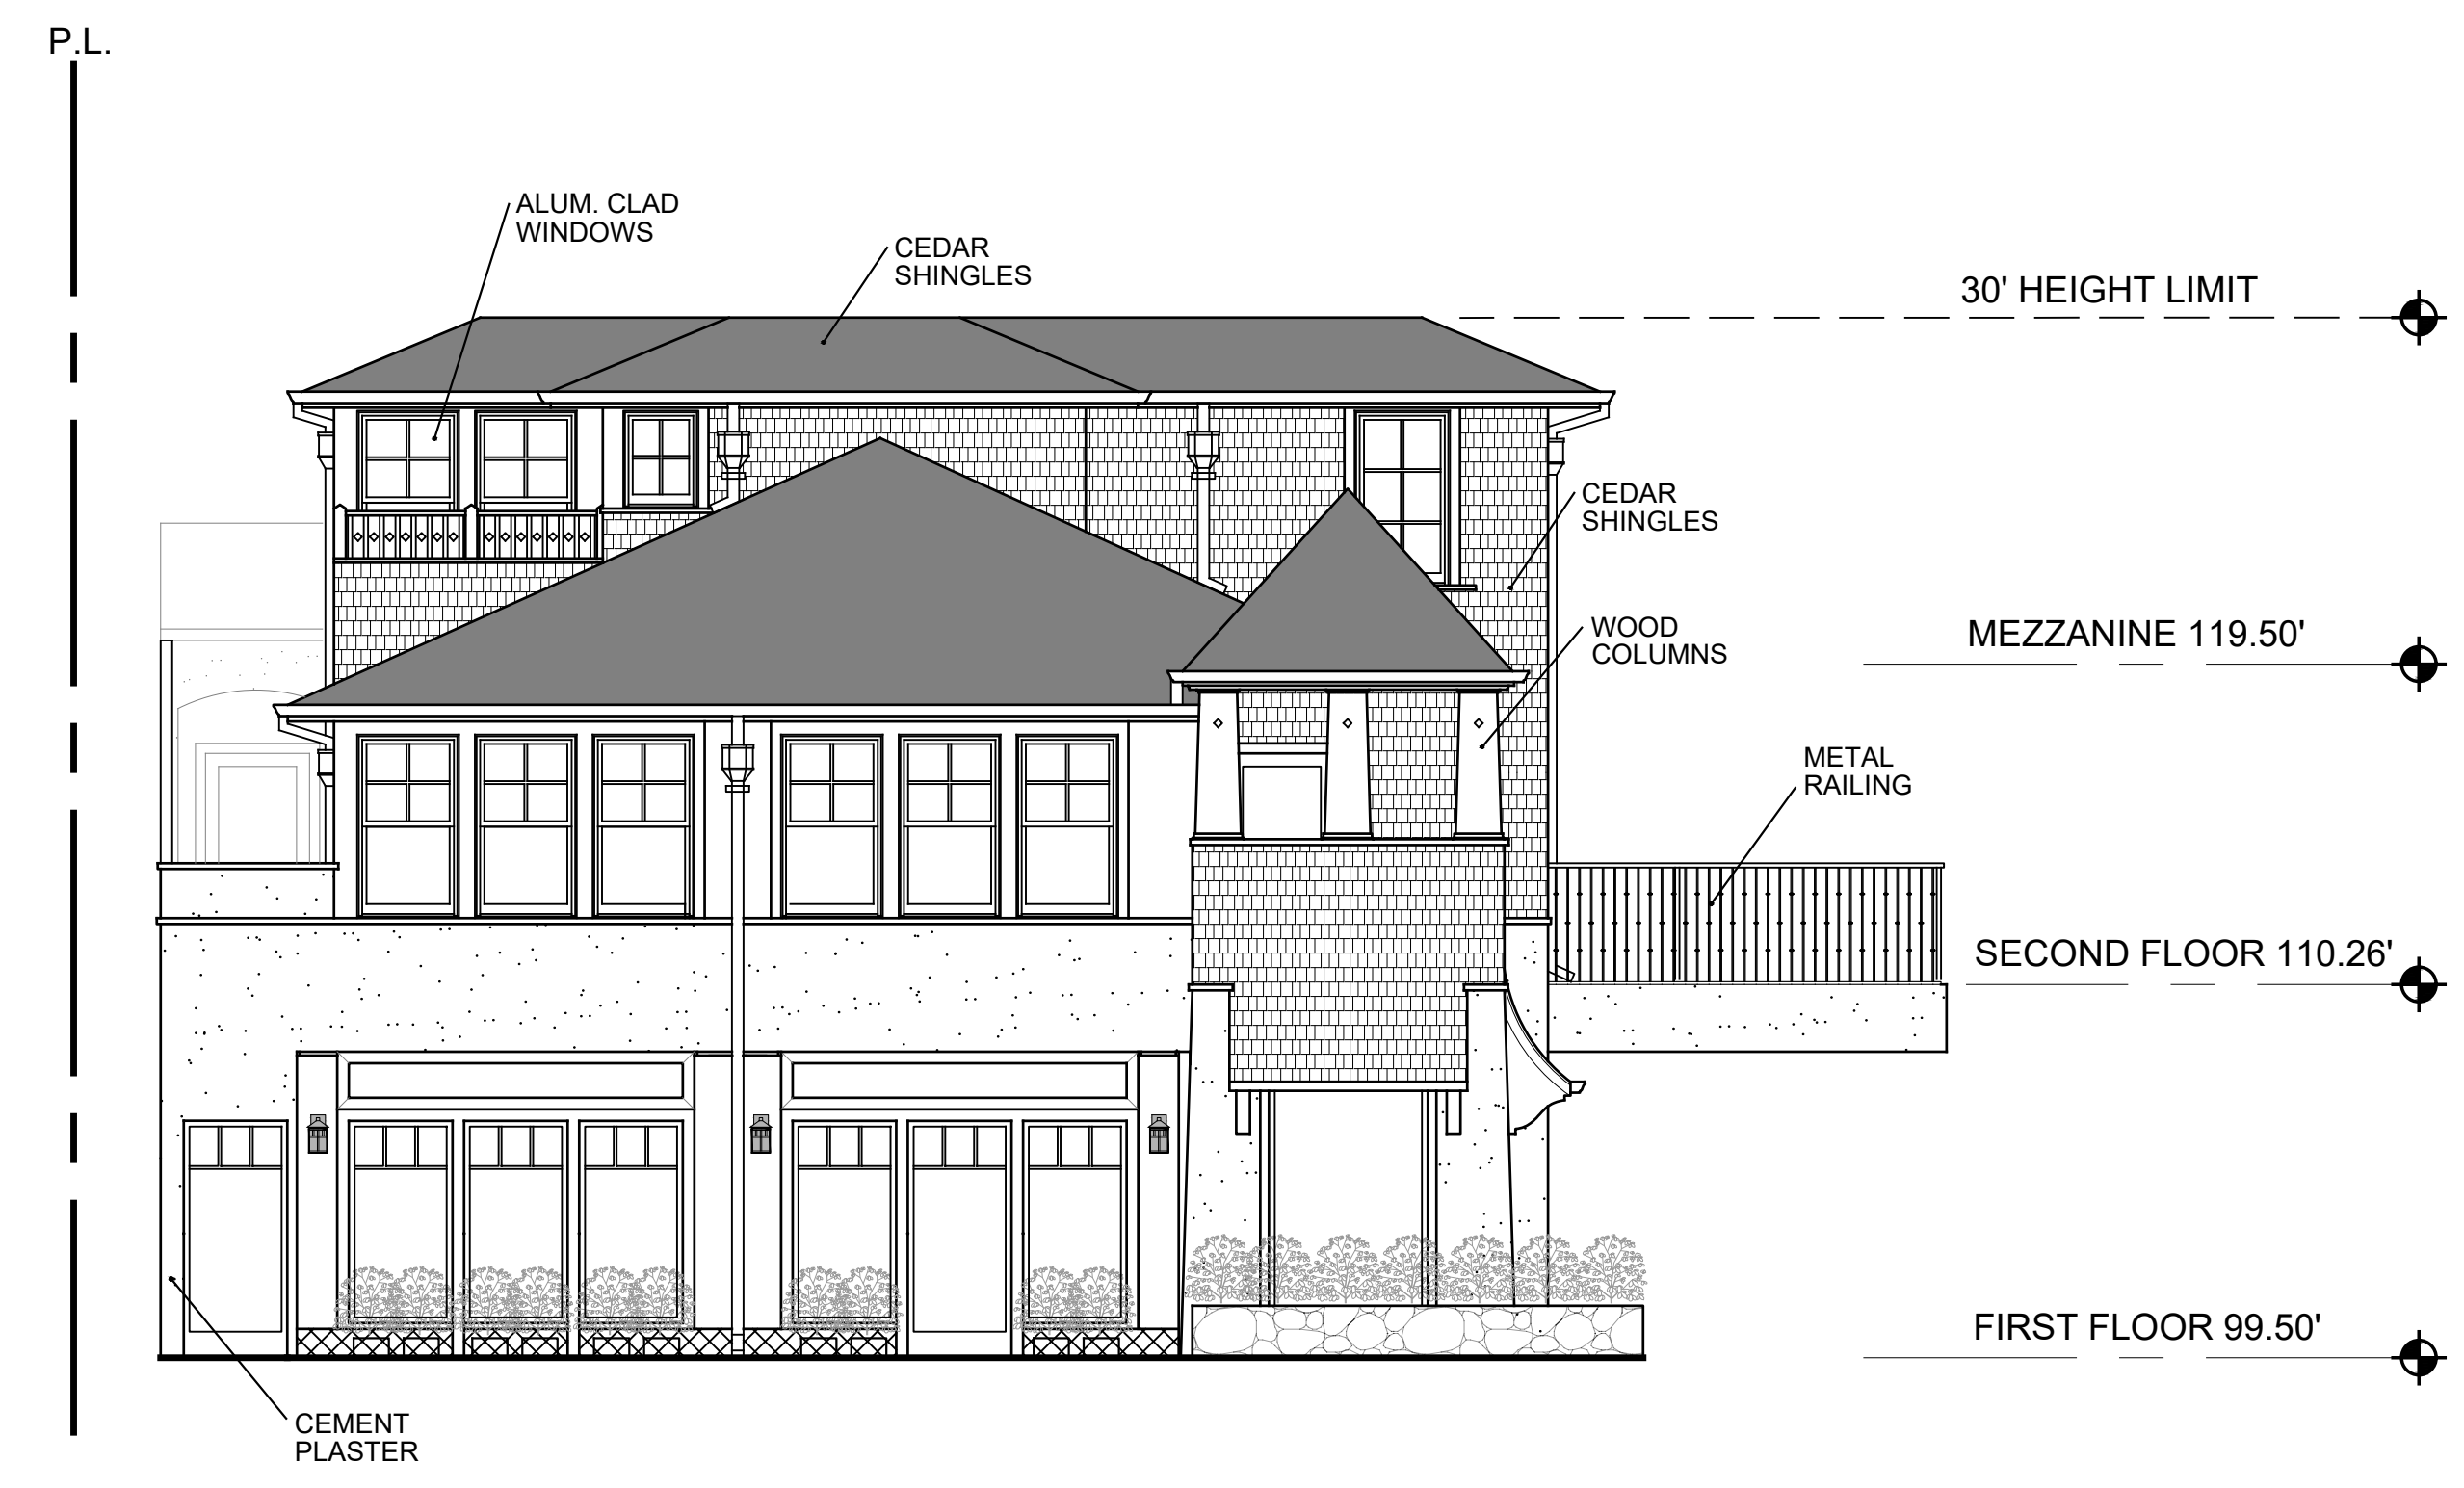 P.L.
ALUM. CLAD
WINDOWS
CEDAR
SHINGLES
30' HEIGHT LIMIT
CEDAR
SHINGLES
WOOD
COLUMNS
MEZZANINE 119.50'
METAL
RAILING
SECOND FLOOR 110.26'
FIRST FLOOR 99.50'
CEMENT
PLASTER